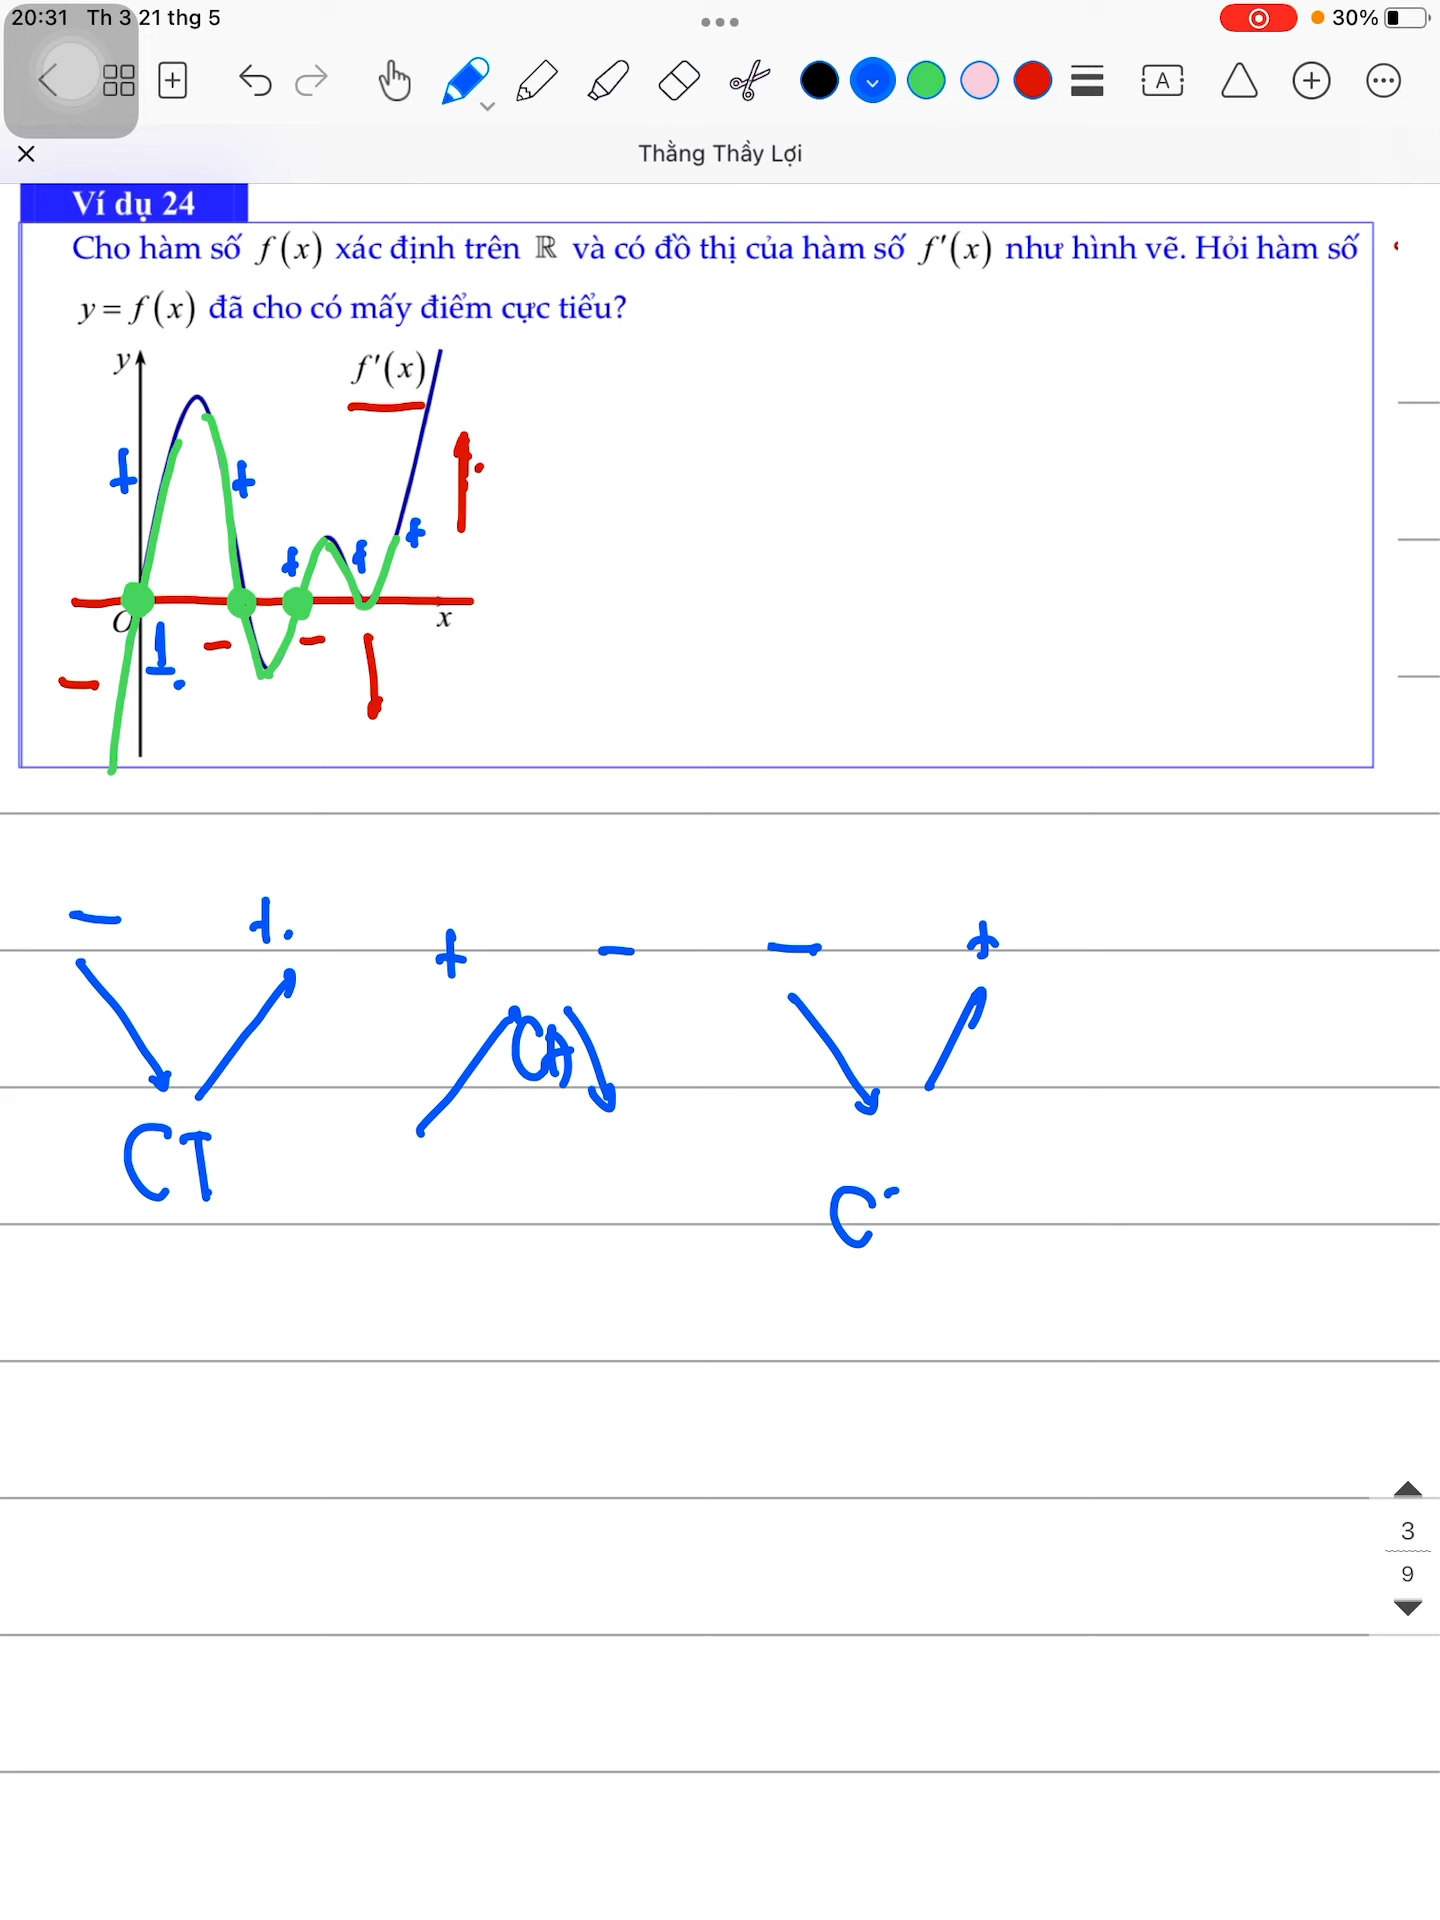 20:31 Th 3 21 thg 5
30%
A
Thằng Thầy Lợi
Ví dụ 24
Cho hàm số f(x) xác định trên ℝ và có đồ thị của hàm số f'(x) như hình vẽ. Hỏi hàm số
y = f(x) đã cho có mấy điểm cực tiểu?
y
f'(x)
+ +
+ + +
O
x
1.
- - -
- +.
+ -
- +
CĐ
CT
C
3
9